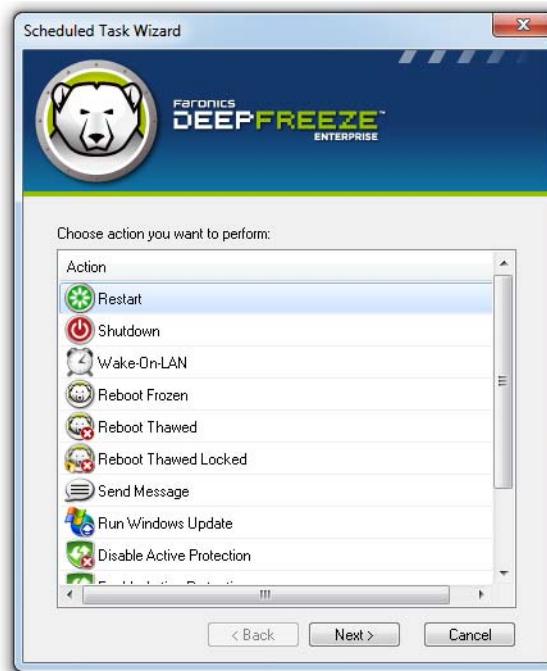 Scheduled Task Wizard
FARONICS
DEEPFREEZE™
ENTERPRISE
Choose action you want to perform:
Action
Restart
Shutdown
Wake-On-LAN
Reboot Frozen
Reboot Thawed
Reboot Thawed Locked
Send Message
Run Windows Update
Disable Active Protection
< Back
Next >
Cancel